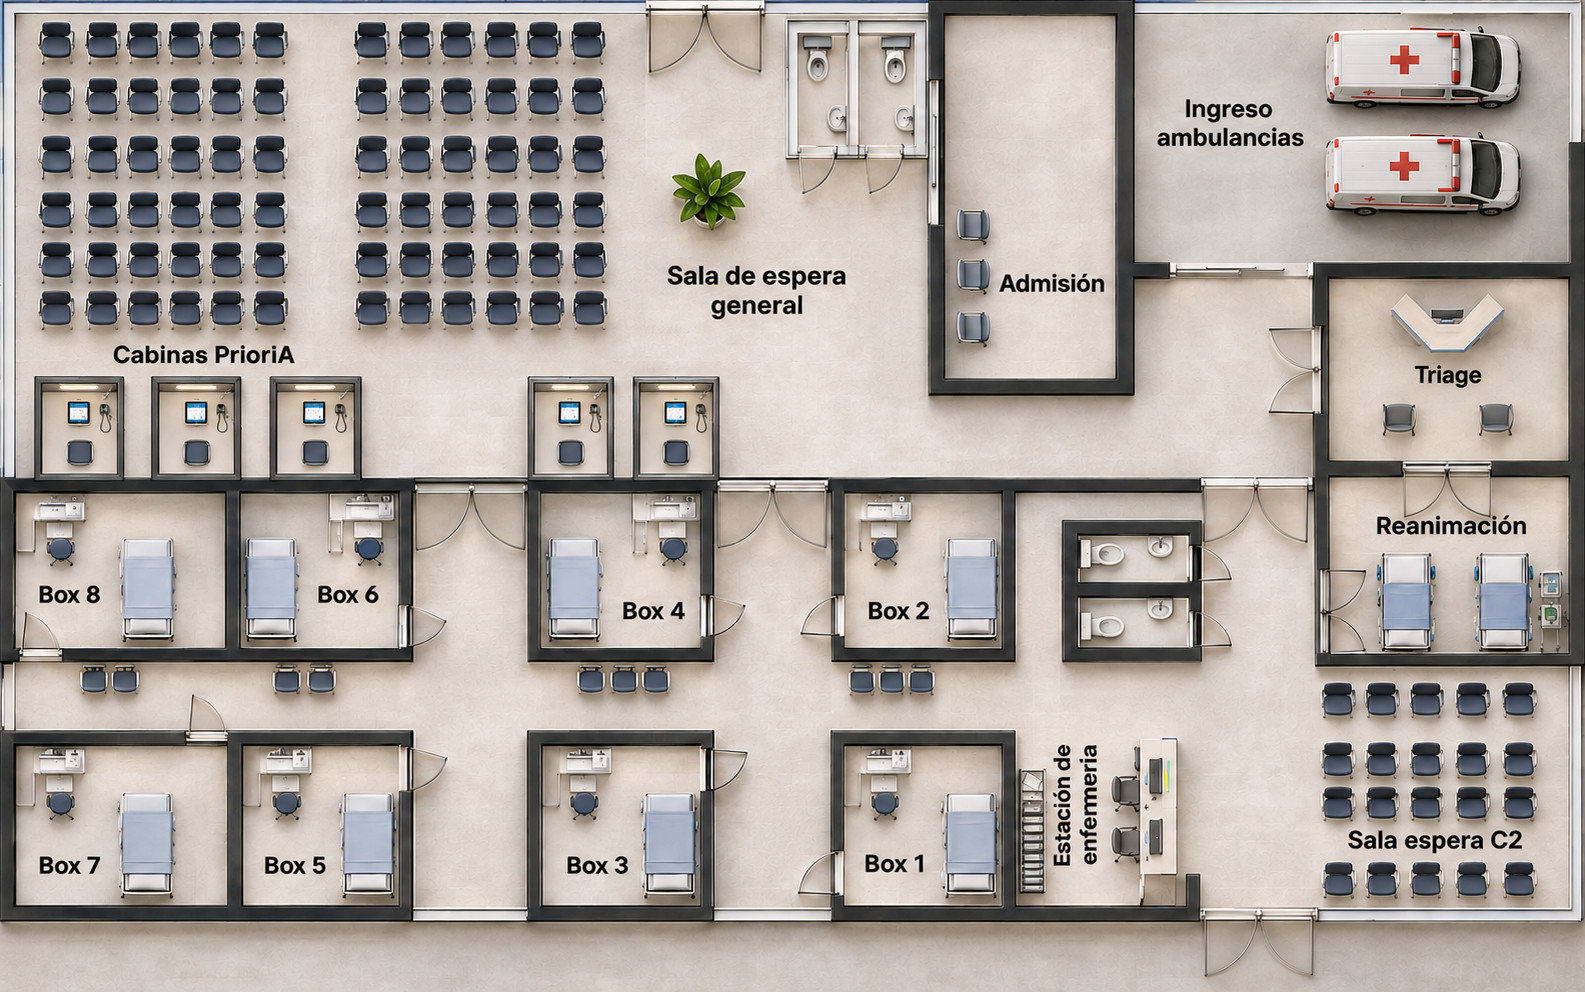 Ingreso
ambulancias
Sala de espera
general
Admisión
Cabinas PrioriA
Triage
Reanimación
Box 8
Box 6
Box 4
Box 2
Box 7
Box 5
Box 3
Box 1
Estación de
enfermeria
Sala espera C2